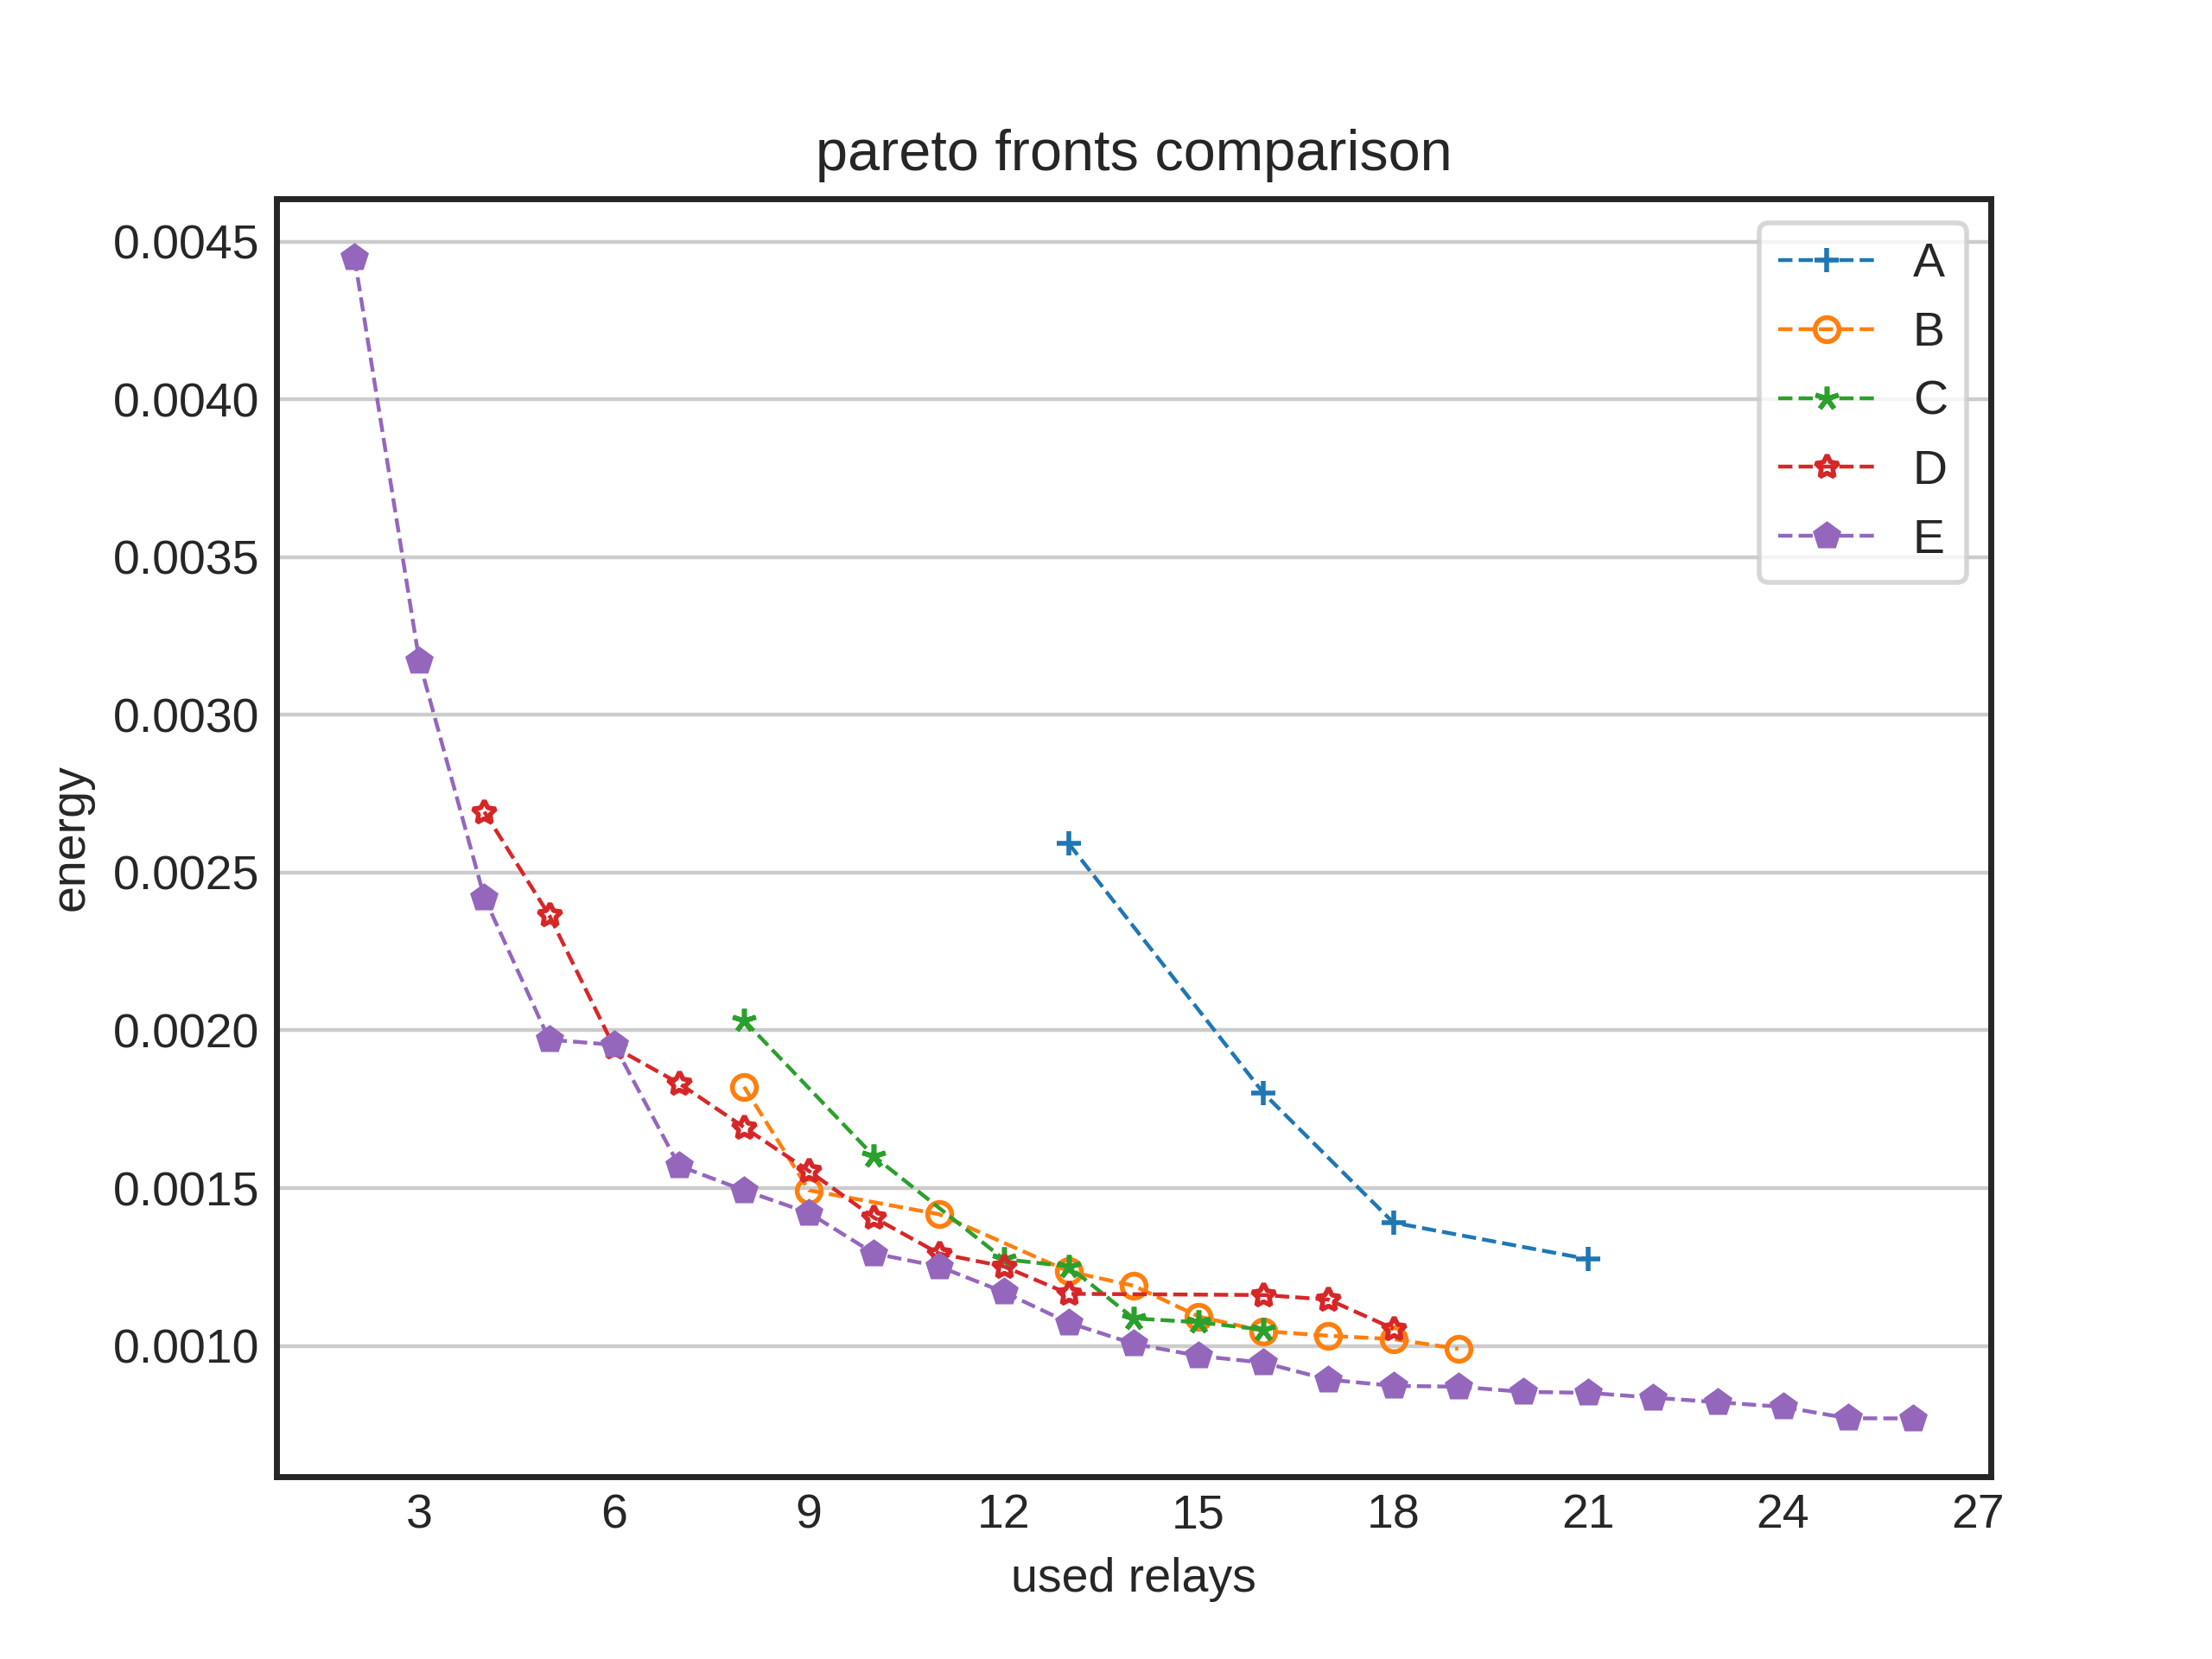 pareto fronts comparison
0.0045
0.0040
0.0035
0.0030
0.0025
0.0020
0.0015
0.0010
energy
A
B
C
D
E
3 6 9 12 15 18 21 24 27
used relays